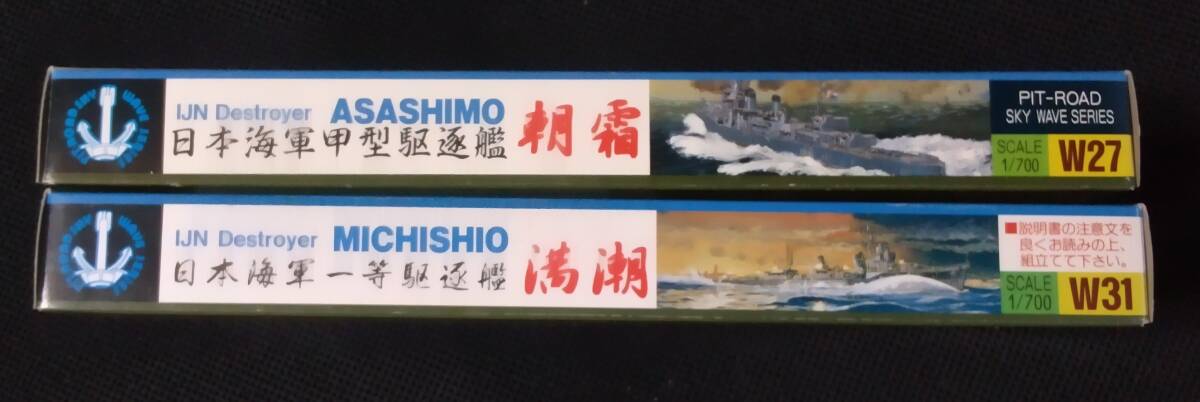 IJN Destroyer ASASHIMO
日本海軍甲型駆逐艦 朝霜
PIT-ROAD
SKY WAVE SERIES
SCALE
1/700
W27
IJN Destroyer MICHISHIO
日本海軍一等駆逐艦 満潮
■説明書の注意文を
良くお読みの上、
組立てて下さい。
SCALE
1/700
W31